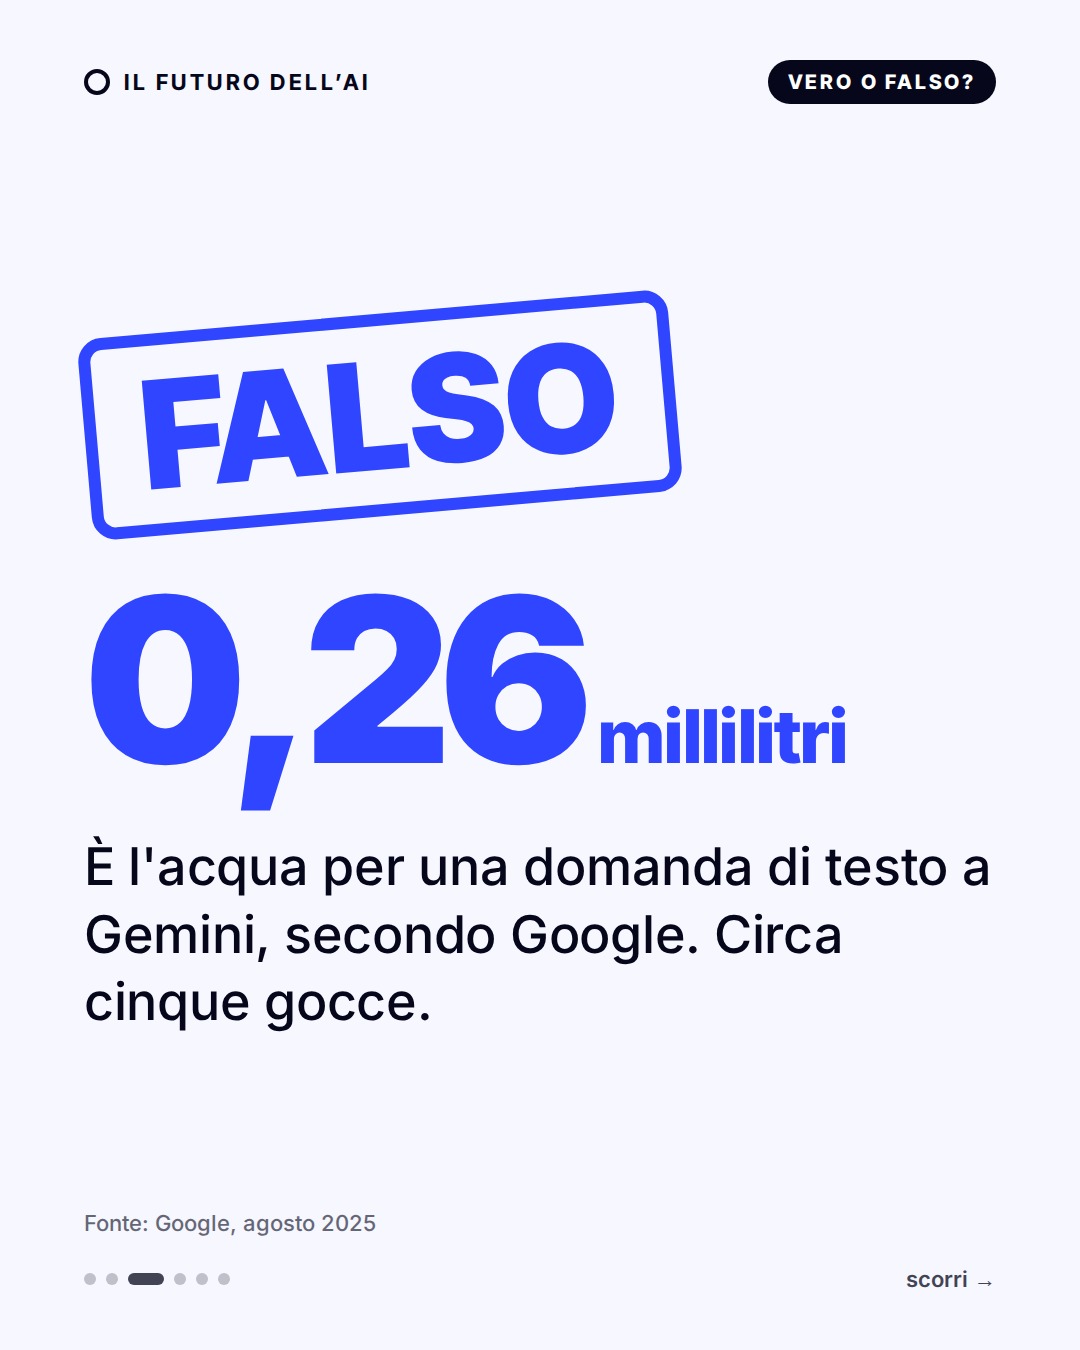 IL FUTURO DELL’AI
VERO O FALSO?
FALSO
0,26 millilitri
È l'acqua per una domanda di testo a
Gemini, secondo Google. Circa
cinque gocce.
Fonte: Google, agosto 2025
scorri →